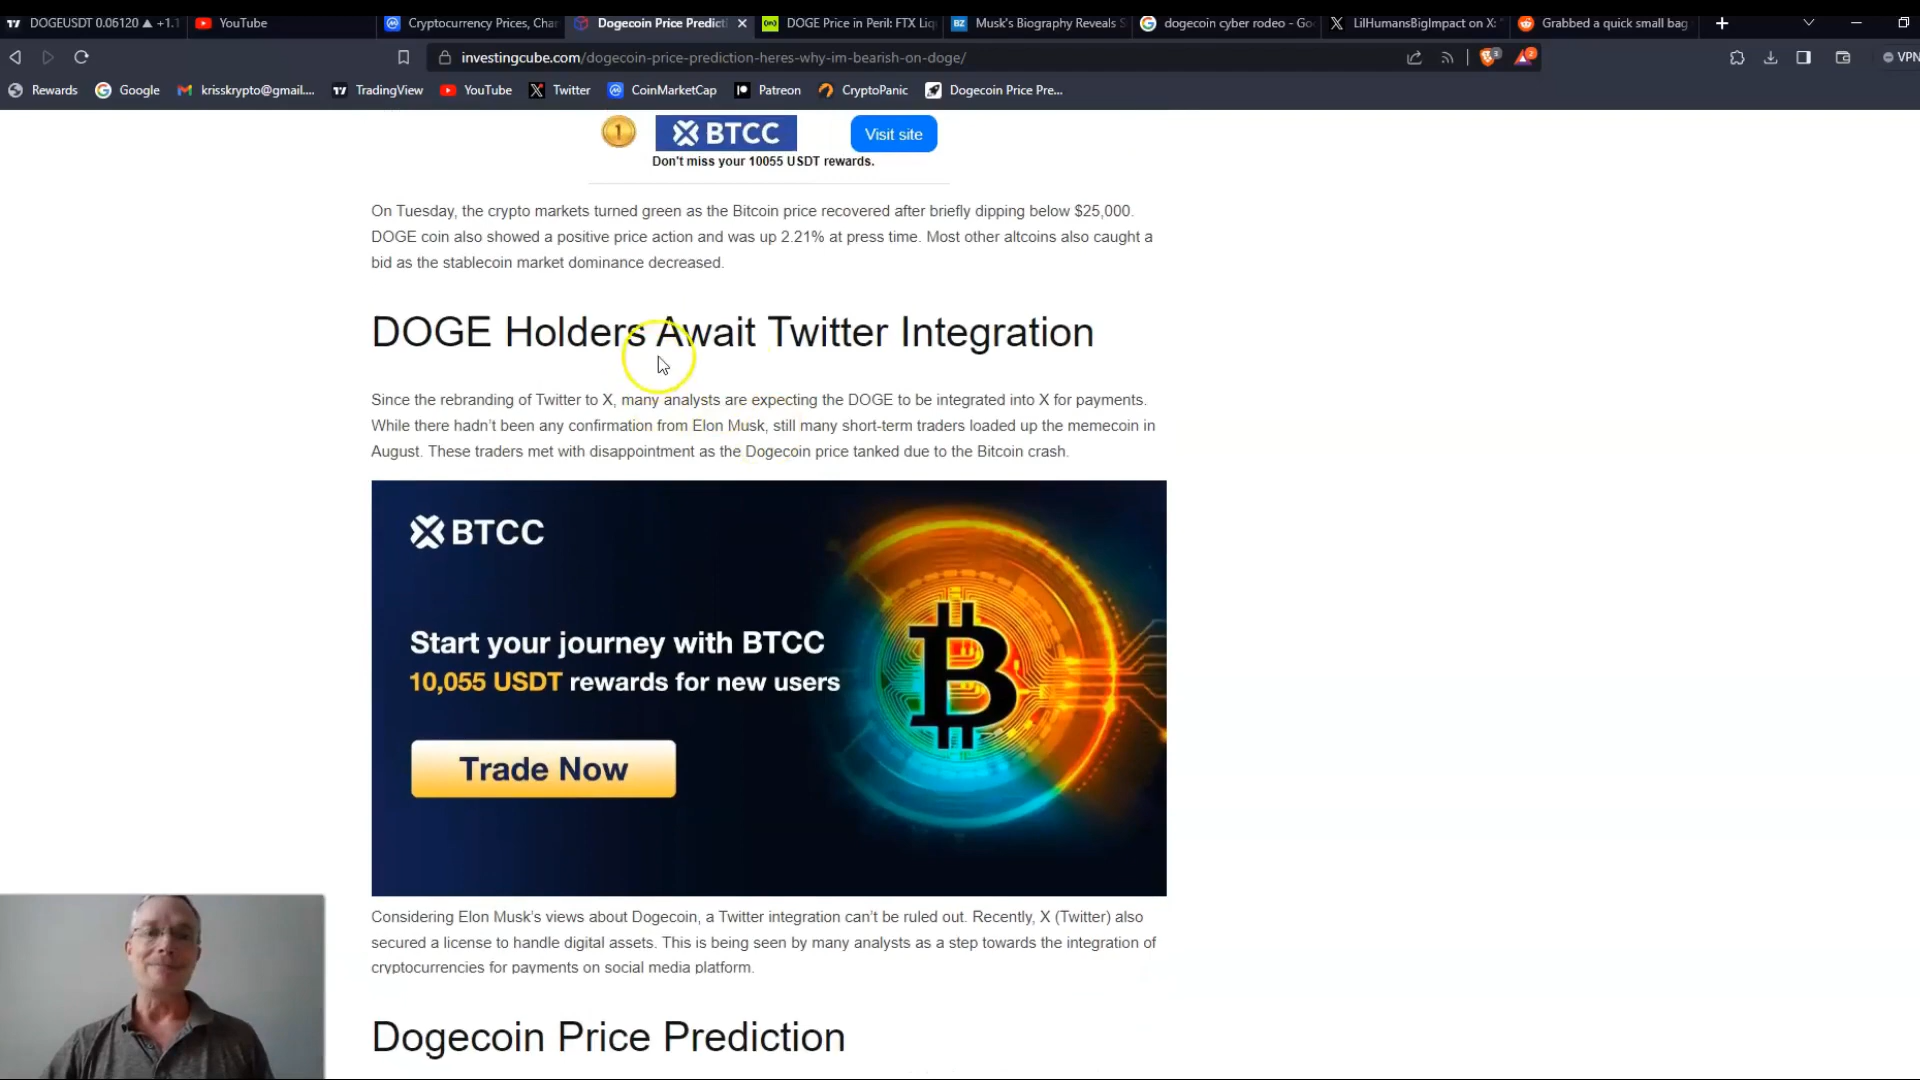 DOGEUSDT 0.06120 ▲ +1.1
YouTube
Cryptocurrency Prices, Cha
Dogecoin Price Predicti
DOGE Price in Peril: FTX Liq
Musk's Biography Reveals S
dogecoin cyber rodeo - Go
LilHumansBigImpact on X: "
Grabbed a quick small bag
investingcube.com/dogecoin-price-prediction-heres-why-im-bearish-on-doge/
VPN
Rewards
Google
krisskrypto@gmail....
TradingView
YouTube
Twitter
CoinMarketCap
Patreon
CryptoPanic
Dogecoin Price Pre...
1
BTCC
Visit site
Don't miss your 10055 USDT rewards.
On Tuesday, the crypto markets turned green as the Bitcoin price recovered after briefly dipping below $25,000.
DOGE coin also showed a positive price action and was up 2.21% at press time. Most other altcoins also caught a
bid as the stablecoin market dominance decreased.
DOGE Holders Await Twitter Integration
Since the rebranding of Twitter to X, many analysts are expecting the DOGE to be integrated into X for payments.
While there hadn't been any confirmation from Elon Musk, still many short-term traders loaded up the memecoin in
August. These traders met with disappointment as the Dogecoin price tanked due to the Bitcoin crash.
BTCC
Start your journey with BTCC
10,055 USDT rewards for new users
Trade Now
Considering Elon Musk's views about Dogecoin, a Twitter integration can't be ruled out. Recently, X (Twitter) also
secured a license to handle digital assets. This is being seen by many analysts as a step towards the integration of
cryptocurrencies for payments on social media platform.
Dogecoin Price Prediction